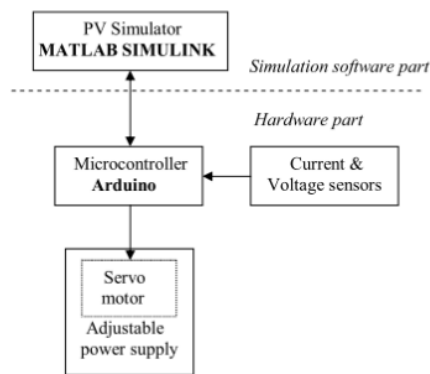 PV Simulator
MATLAB SIMULINK
Simulation software part
Hardware part
Microcontroller
Arduino
Current &
Voltage sensors
Servo
motor
Adjustable
power supply